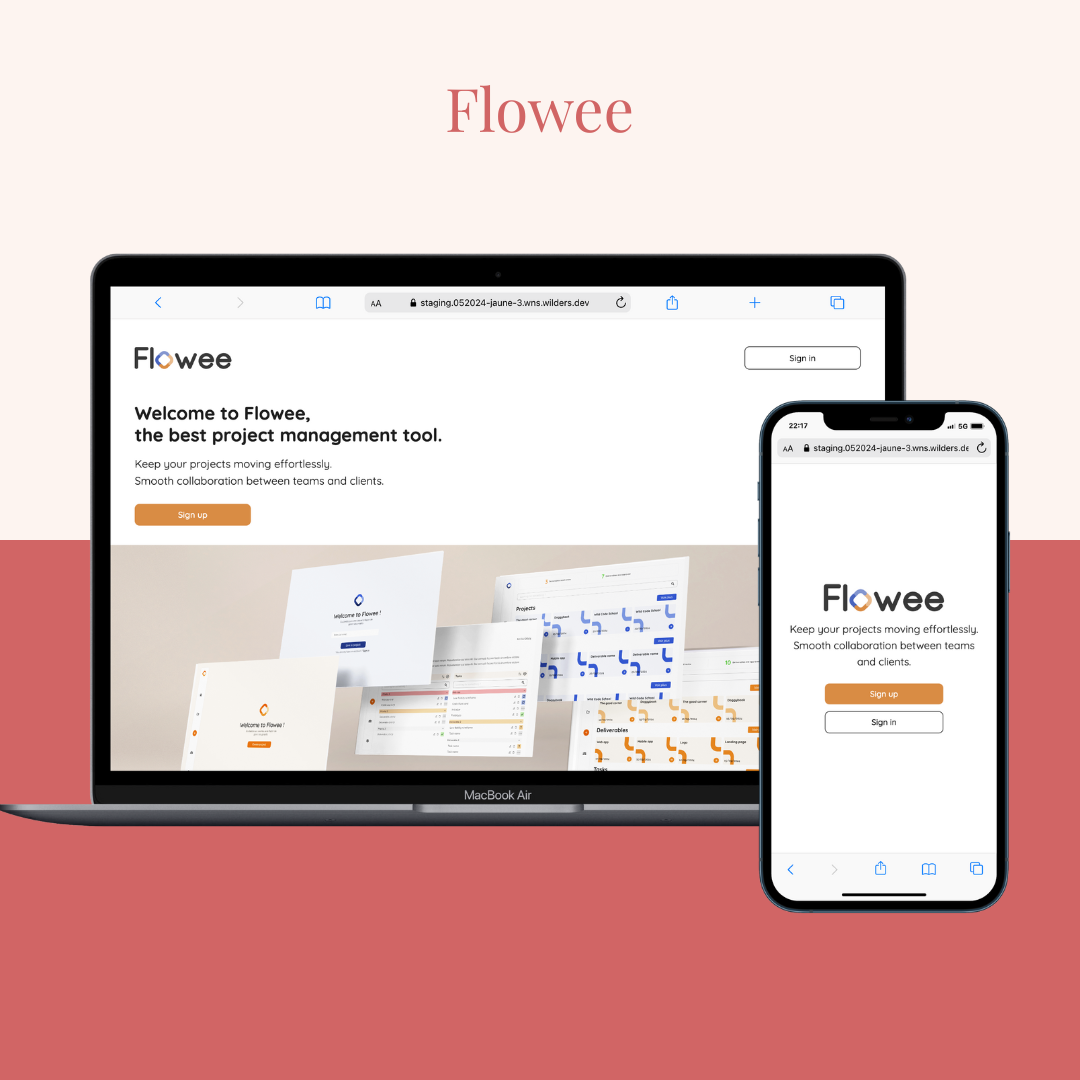 Flowee
AA staging.052024-jaune-3.wns.wilders.dev
Flowee
Sign in
Welcome to Flowee,
the best project management tool.
Keep your projects moving effortlessly.
Smooth collaboration between teams and clients.
Sign up
Welcome to Flowee !
Welcome to Flowee !
Projects
Deliverables
Tasks
MacBook Air
22:17
5G
AA staging.052024-jaune-3.wns.wilders.de
Flowee
Keep your projects moving effortlessly.
Smooth collaboration between teams
and clients.
Sign up
Sign in